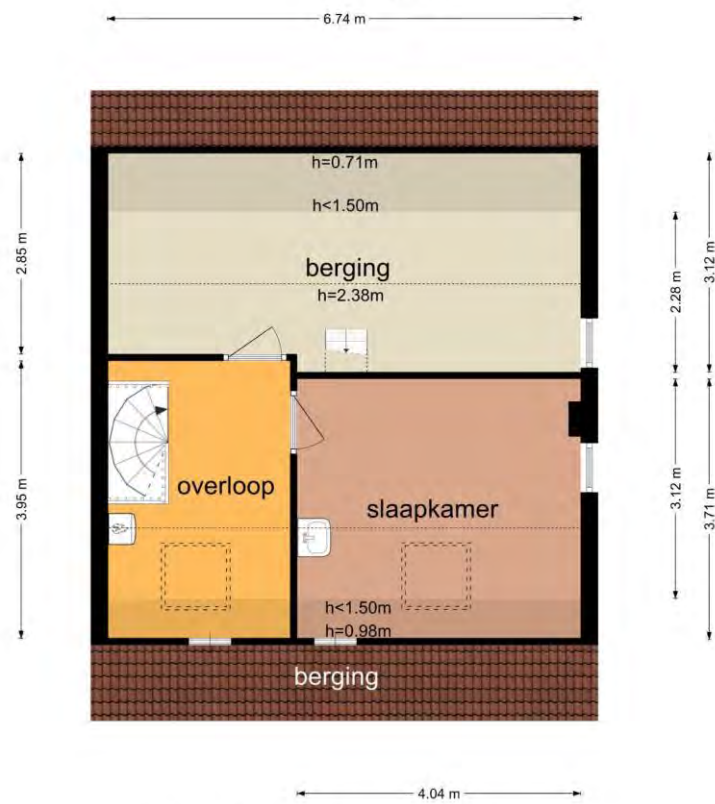 6.74 m
h=0.71m
h<1.50m
berging
h=2.38m
2.85 m
3.12 m
2.28 m
overloop
slaapkamer
3.95 m
3.12 m
3.71 m
h<1.50m
h=0.98m
berging
4.04 m